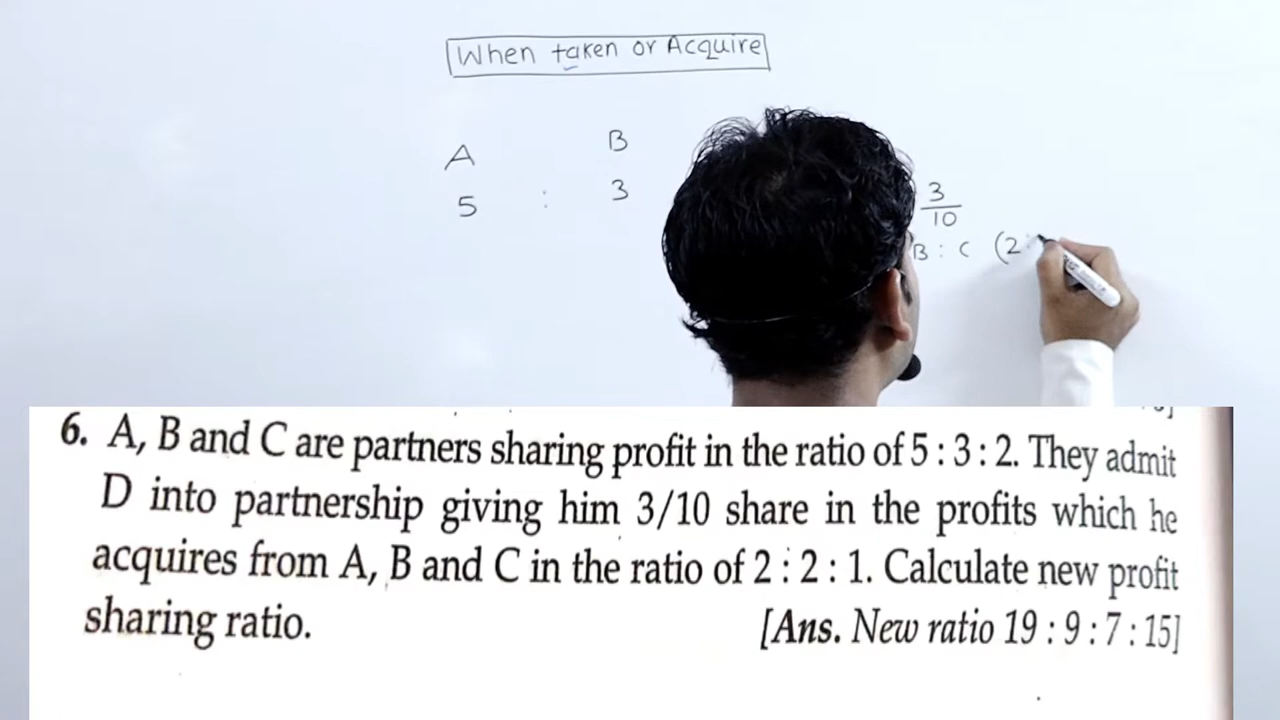 When taken or Acquire
A B
5 : 3
3
10
B : C (2 :
6. A, B and C are partners sharing profit in the ratio of 5 : 3 : 2. They admit
D into partnership giving him 3/10 share in the profits which he
acquires from A, B and C in the ratio of 2 : 2 : 1. Calculate new profit
sharing ratio.
[Ans. New ratio 19 : 9 : 7 : 15]